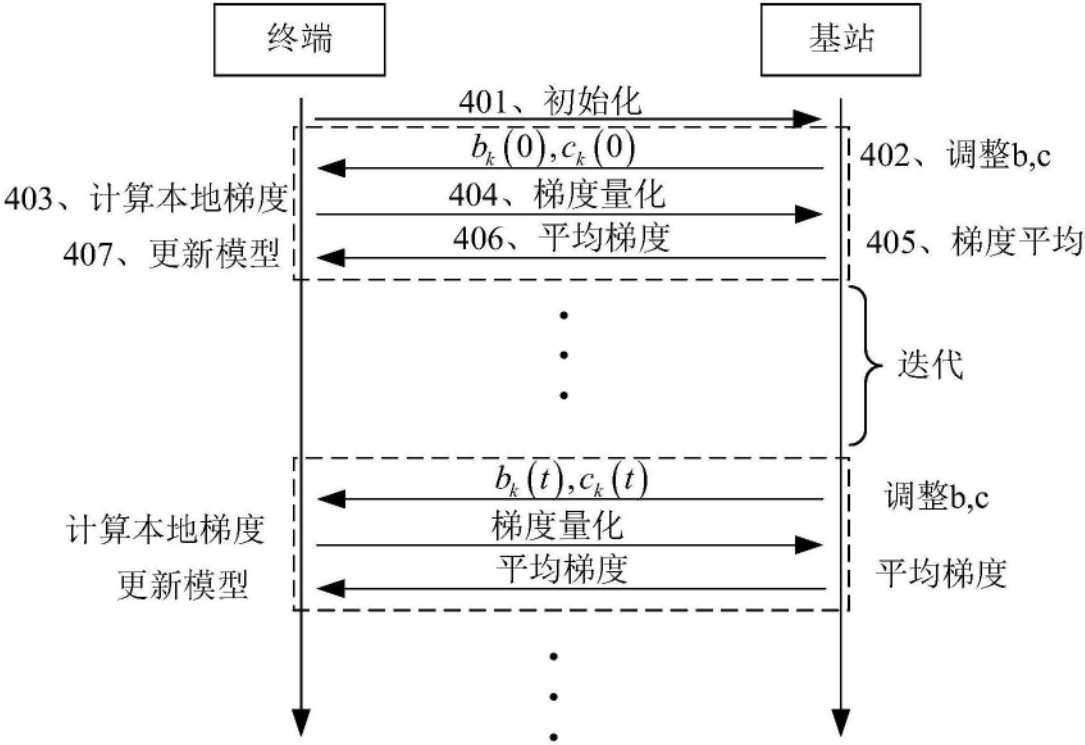 终端
基站
401、初始化
b_k(0),c_k(0)
402、调整b,c
403、计算本地梯度
404、梯度量化
406、平均梯度
405、梯度平均
407、更新模型
迭代
b_k(t),c_k(t)
调整b,c
计算本地梯度
梯度量化
平均梯度
平均梯度
更新模型